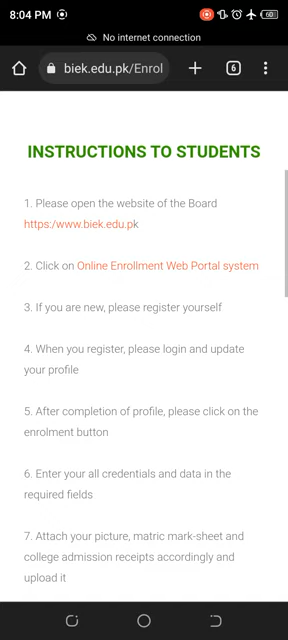 8:04 PM
60
No internet connection
biek.edu.pk/Enrol
6
INSTRUCTIONS TO STUDENTS
1. Please open the website of the Board
https:/www.biek.edu.pk
2. Click on Online Enrollment Web Portal system
3. If you are new, please register yourself
4. When you register, please login and update
your profile
5. After completion of profile, please click on the
enrolment button
6. Enter your all credentials and data in the
required fields
7. Attach your picture, matric mark-sheet and
college admission receipts accordingly and
upload it